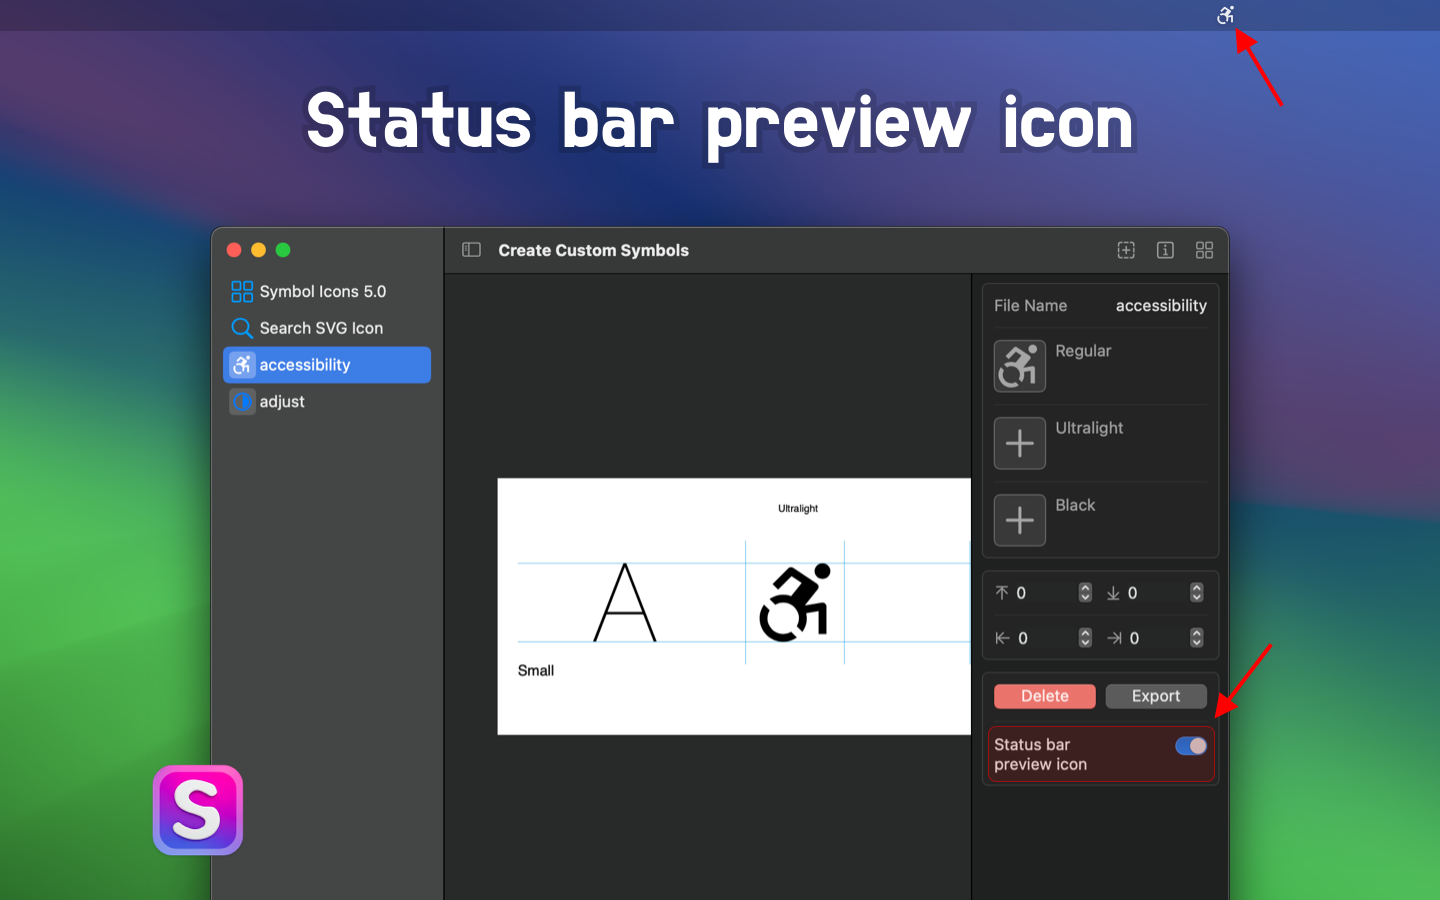 Status bar preview icon
Create Custom Symbols
Symbol Icons 5.0
Search SVG Icon
accessibility
adjust
Ultralight
A
Small
File Name accessibility
Regular
Ultralight
Black
0 0
0 0
Delete Export
Status bar
preview icon
S